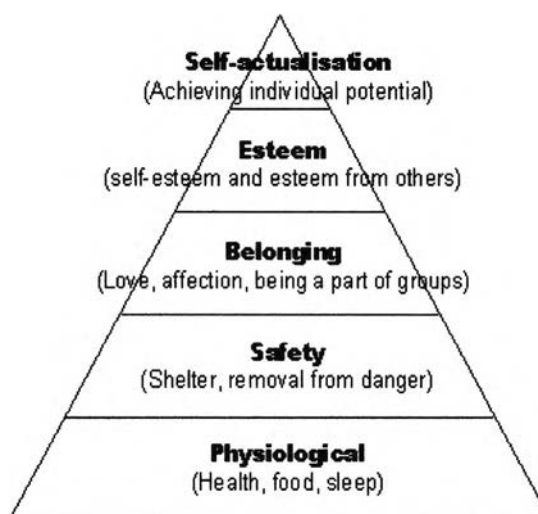 Self-actualisation
(Achieving individual potential)
Esteem
(self-esteem and esteem from others)
Belonging
(Love, affection, being a part of groups)
Safety
(Shelter, removal from danger)
Physiological
(Health, food, sleep)